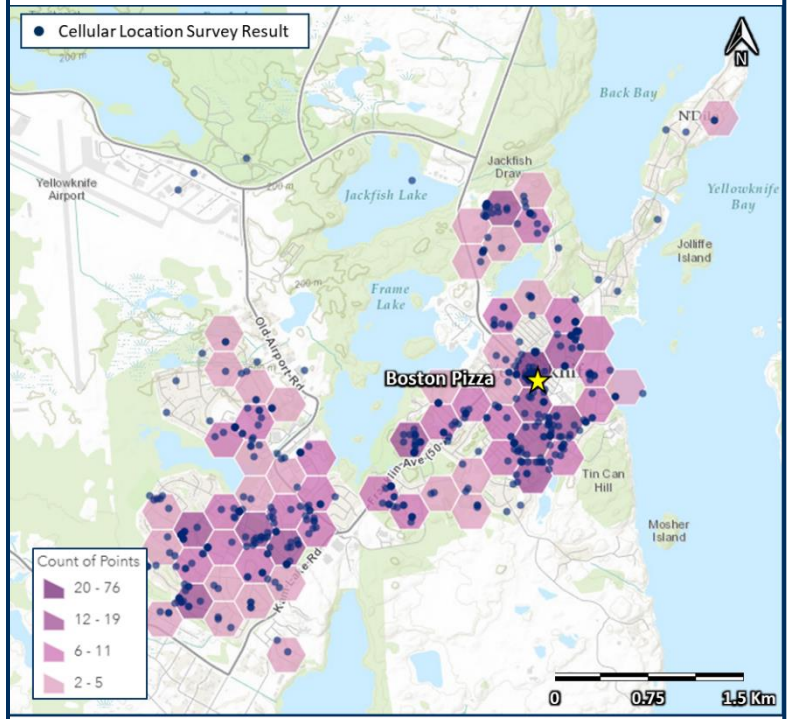 Cellular Location Survey Result
200 m
N
Back Bay
Jackfish
Draw
Yellowknife
Airport
200 m
Jackfish Lake
Yellowknife
Bay
Jolliffe
Island
200 m
Frame
Lake
Old Airport Rd
Boston Pizza
Franklin Ave (50
Tin Can
Hill
Mosher
Island
Kam Lake Rd
Count of Points
20 - 76
12 - 19
6 - 11
2 - 5
0 0.75 1.5 Km